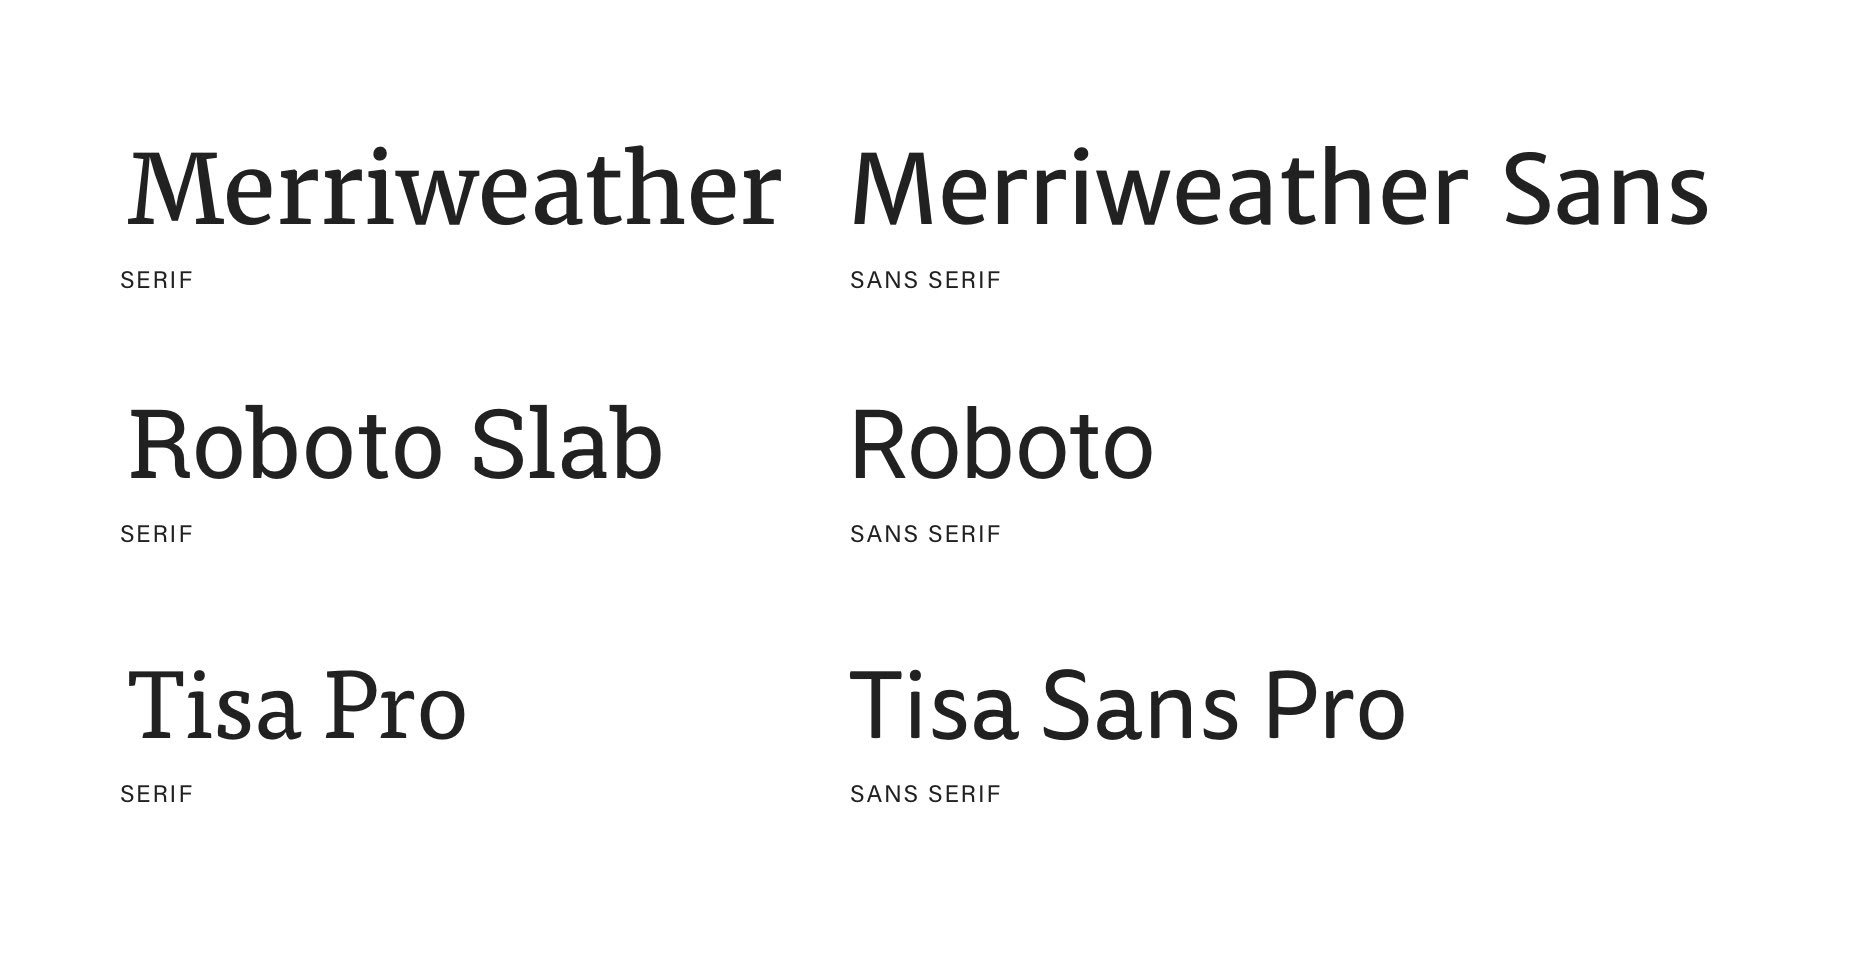 Merriweather
Merriweather Sans
SERIF
SANS SERIF
Roboto Slab
Roboto
SERIF
SANS SERIF
Tisa Pro
Tisa Sans Pro
SERIF
SANS SERIF